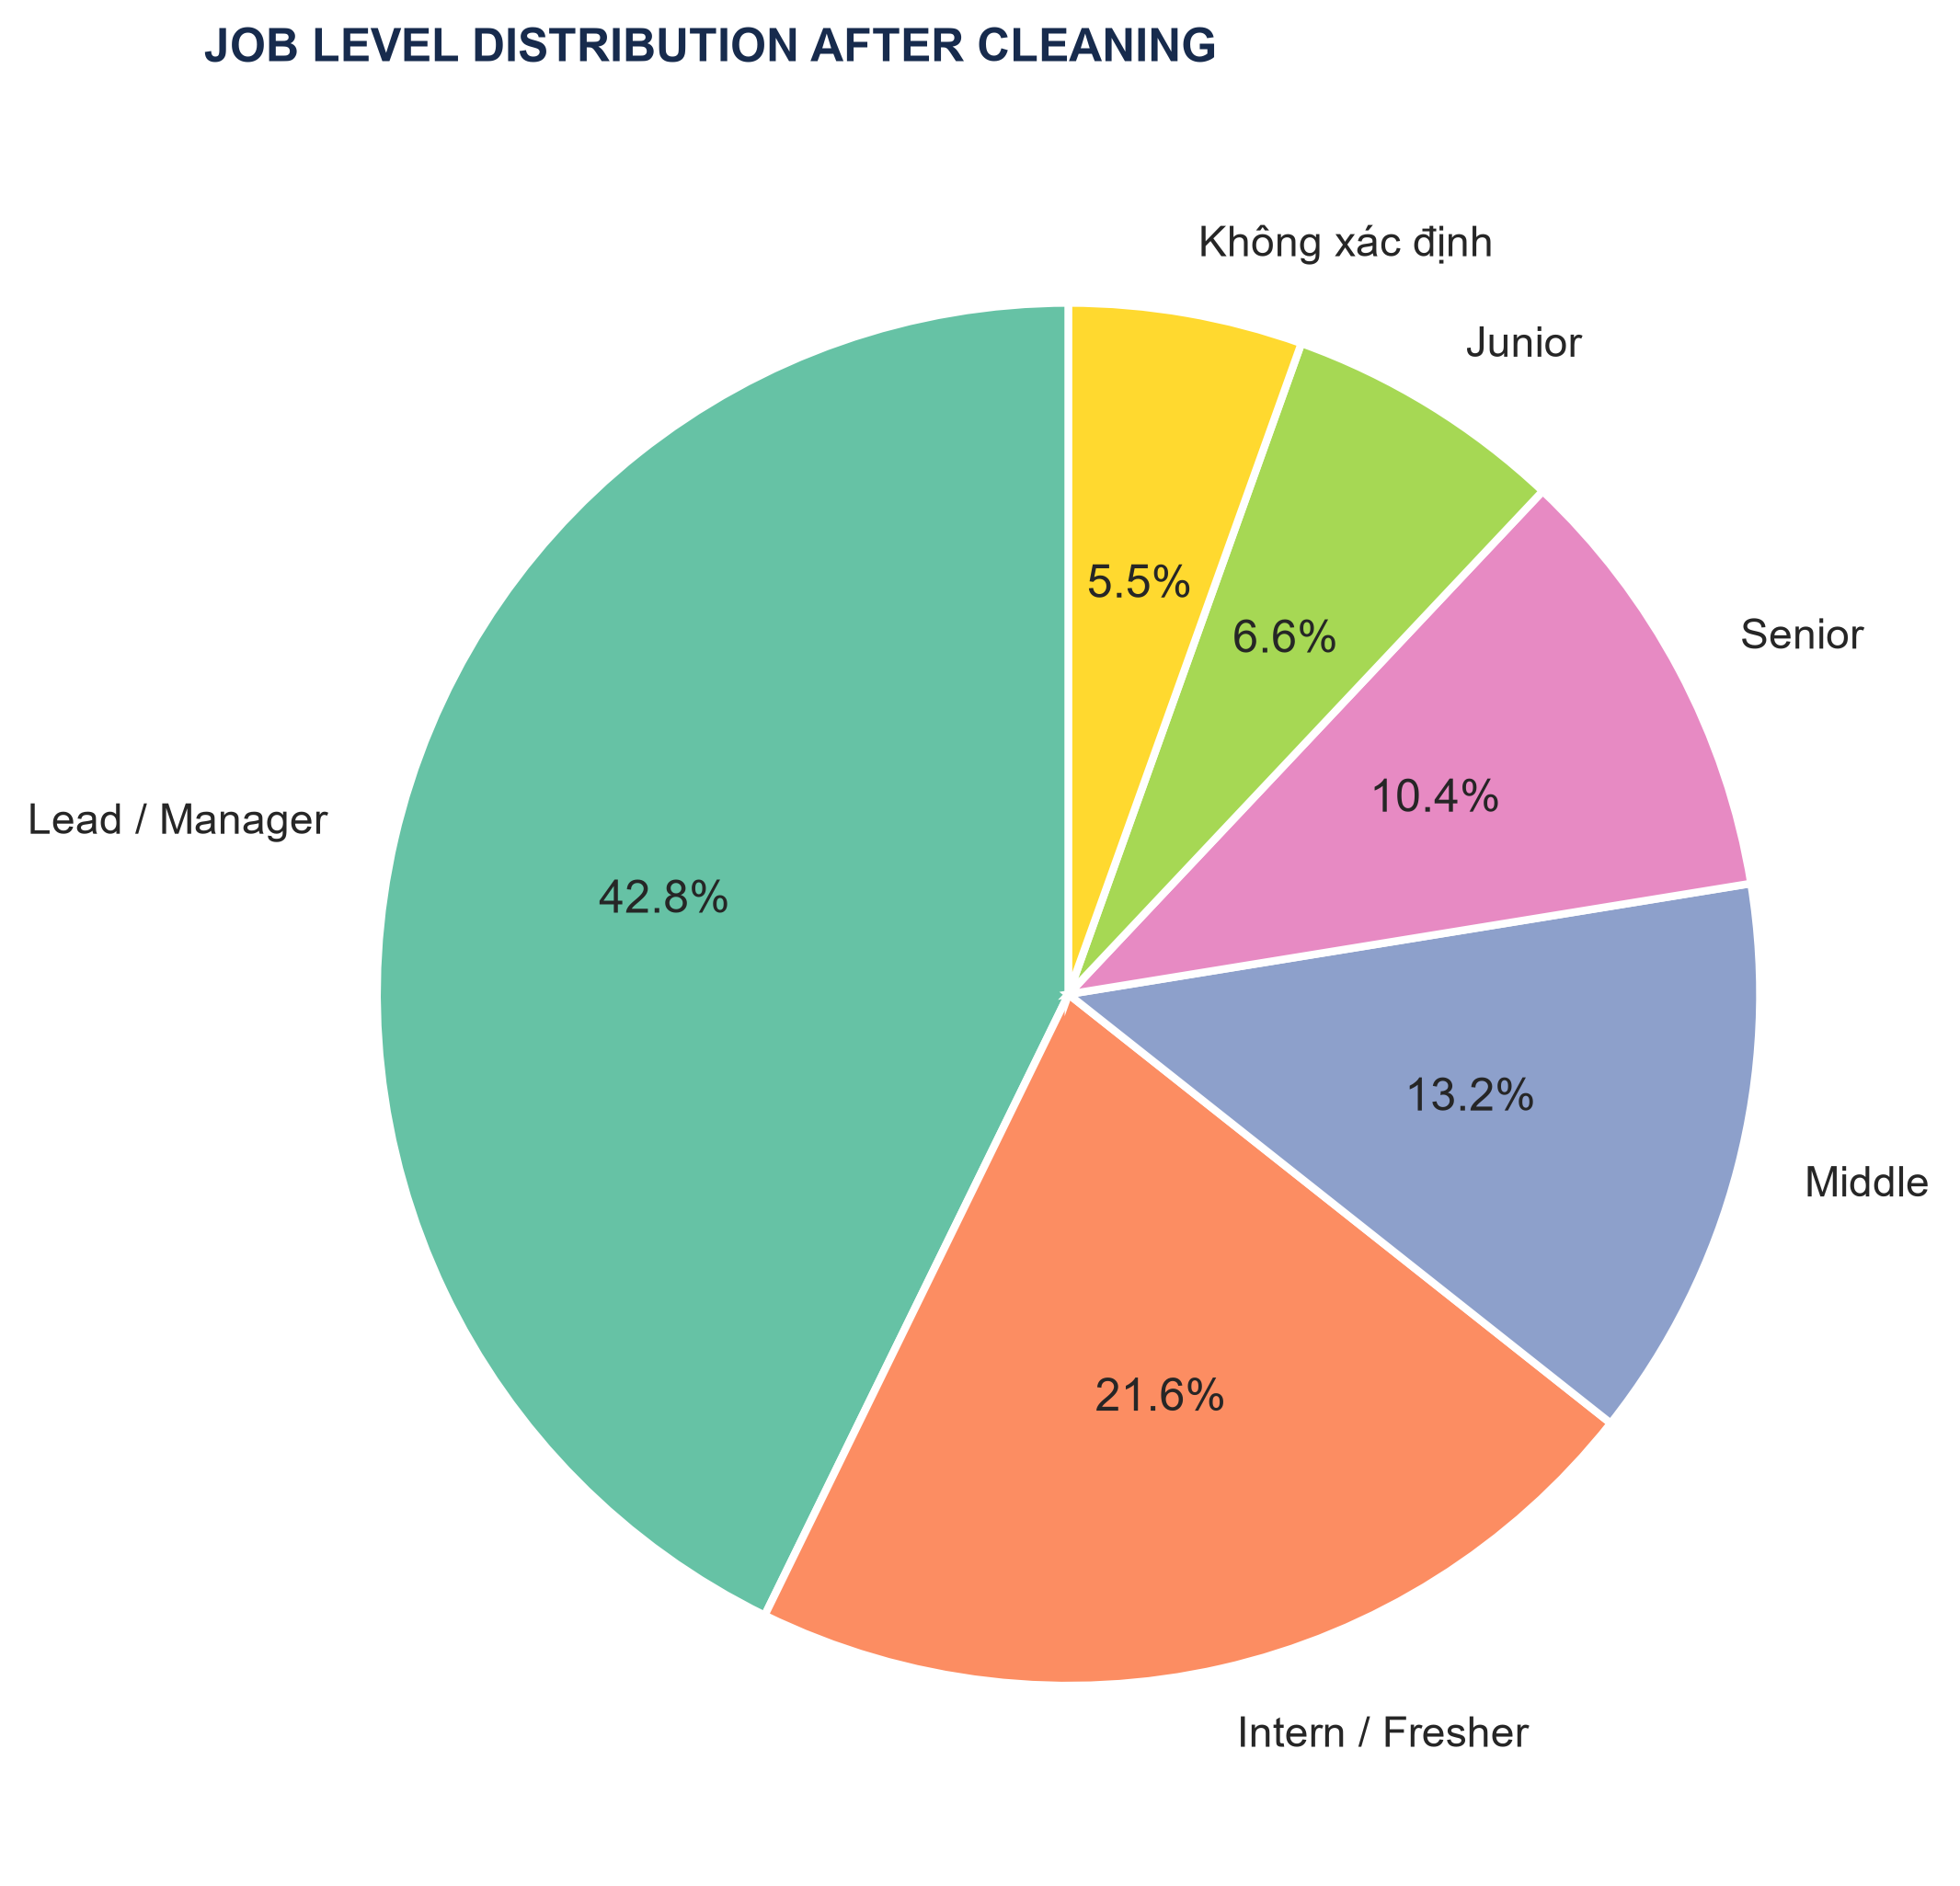 JOB LEVEL DISTRIBUTION AFTER CLEANING
Không xác định
Junior
5.5%
6.6%
Senior
10.4%
Lead / Manager
42.8%
13.2%
Middle
21.6%
Intern / Fresher